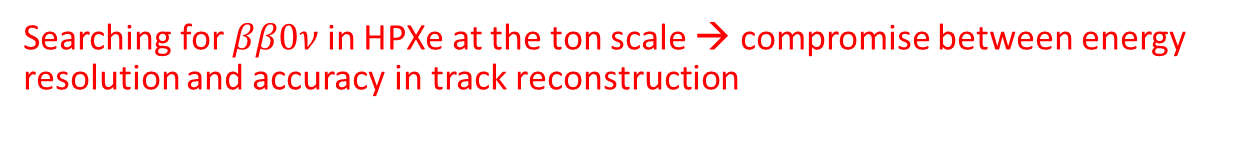 Searching for 𝛽𝛽0𝜈 in HPXe at the ton scale → compromise between energy
resolution and accuracy in track reconstruction